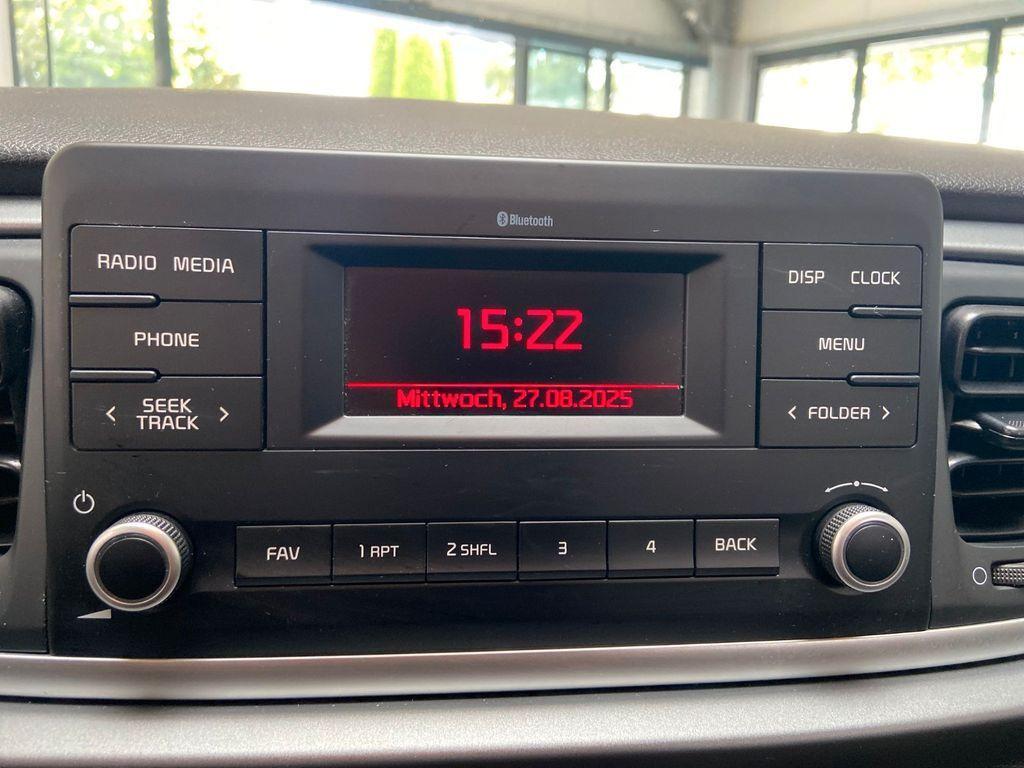 Bluetooth
RADIO MEDIA
PHONE
< SEEK TRACK >
15:22
Mittwoch, 27.08.2025
DISP CLOCK
MENU
< FOLDER >
FAV
1 RPT
2 SHFL
3
4
BACK